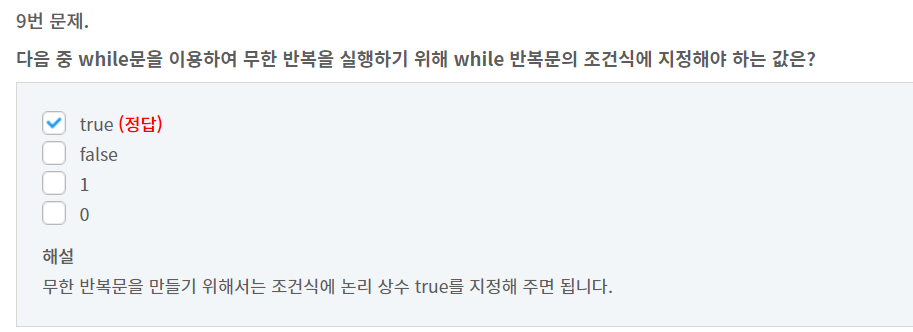 9번 문제.
다음 중 while문을 이용하여 무한 반복을 실행하기 위해 while 반복문의 조건식에 지정해야 하는 값은?
true (정답)
false
1
0
해설
무한 반복문을 만들기 위해서는 조건식에 논리 상수 true를 지정해 주면 됩니다.